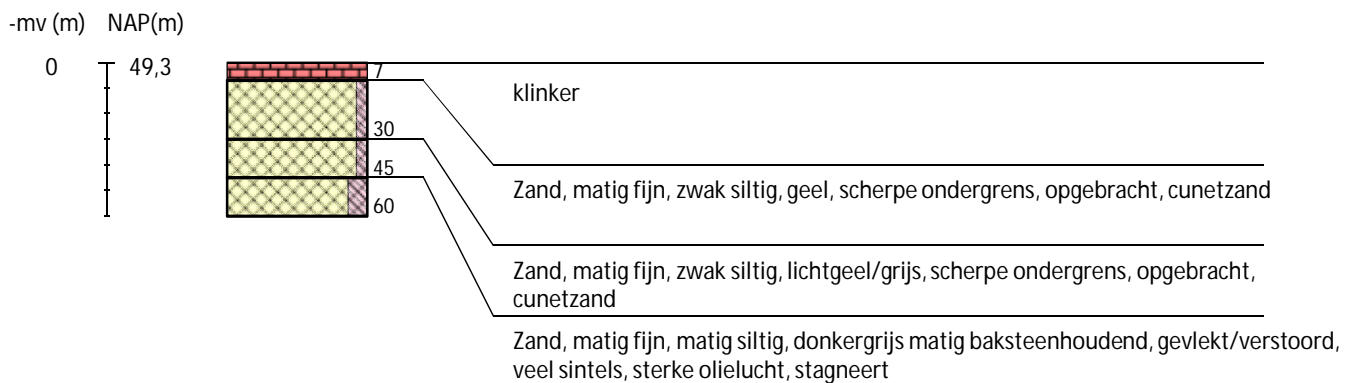 -mv (m) NAP(m)
0 49,3
7
klinker
30
45
Zand, matig fijn, zwak siltig, geel, scherpe ondergrens, opgebracht, cunetzand
60
Zand, matig fijn, zwak siltig, lichtgeel/grijs, scherpe ondergrens, opgebracht,
cunetzand
Zand, matig fijn, matig siltig, donkergrijs matig baksteenhoudend, gevlekt/verstoord,
veel sintels, sterke olielucht, stagneert